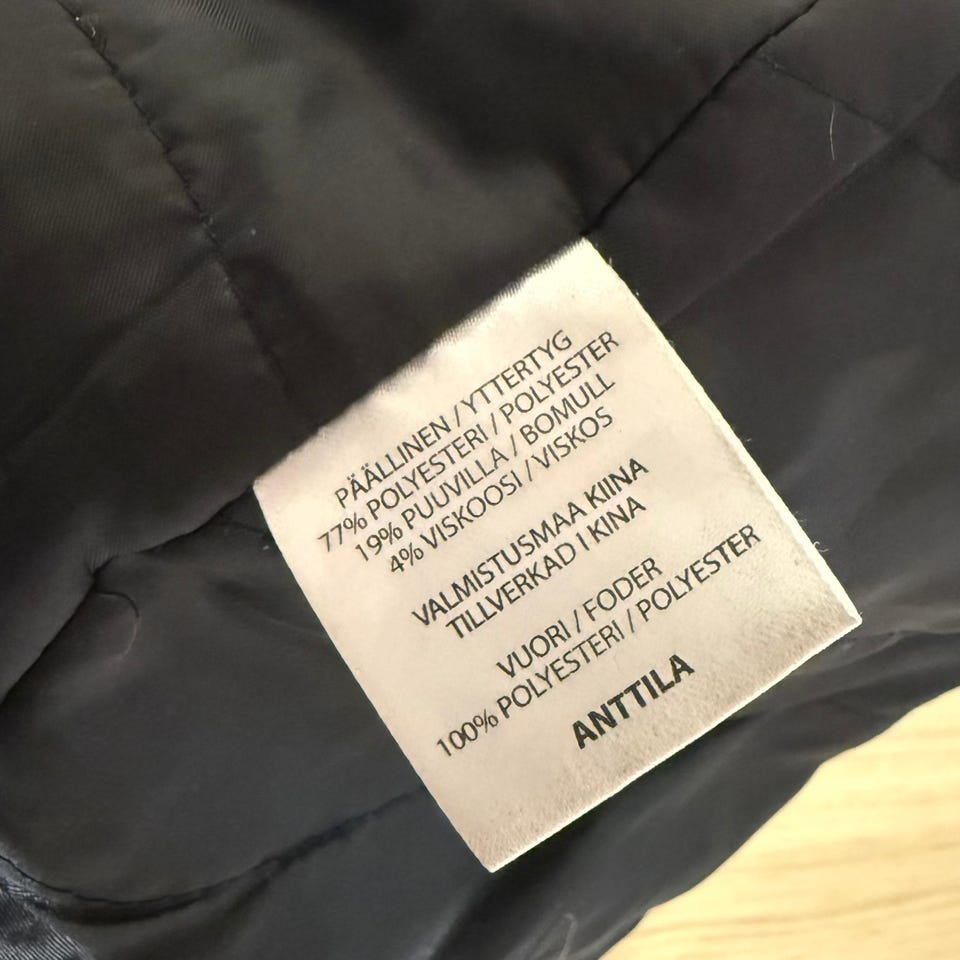 PÄÄLLINEN / YTTERTYG
77% POLYESTERI / POLYESTER
19% PUUVILLA / BOMULL
4% VISKOOSI / VISKOS
VALMISTUSMAA KIINA
TILLVERKAD I KINA
VUORI / FODER
100% POLYESTERI / POLYESTER
ANTTILA